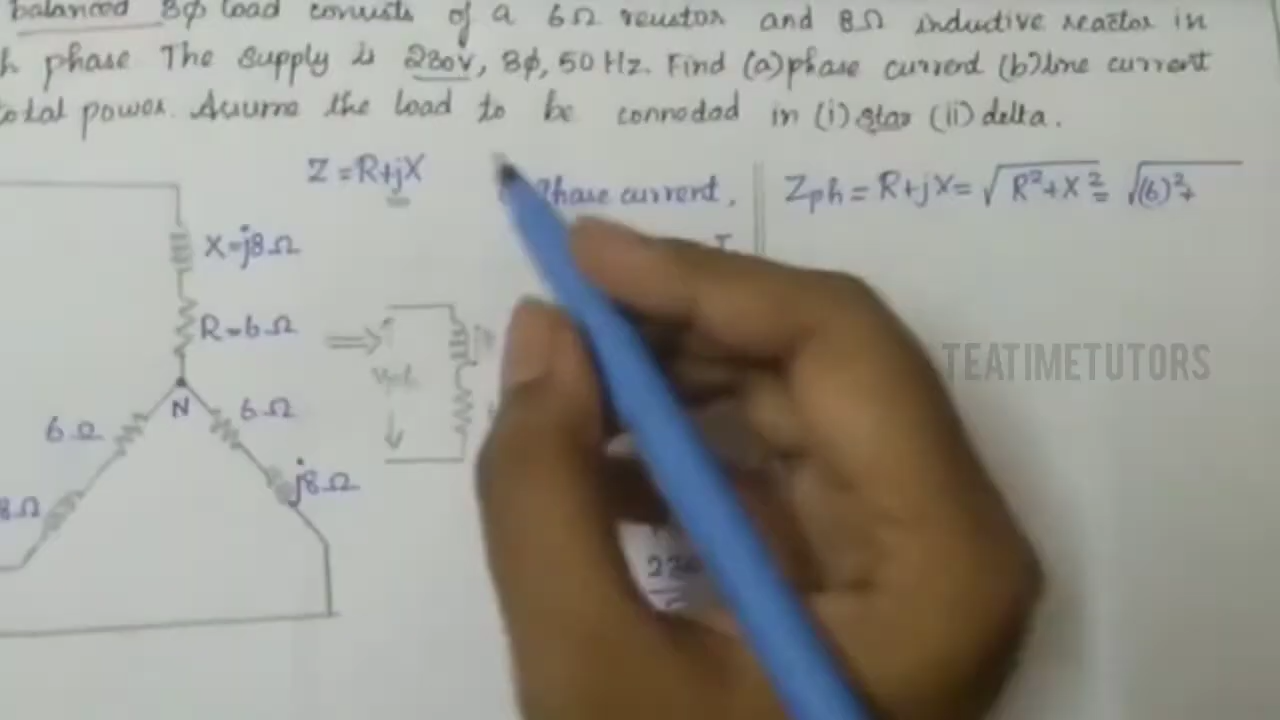 balanced 3φ load consists of a 6Ω resistor and 8Ω inductive reactor in
phase The supply is 230V, 3φ, 50 Hz. Find (a)phase current (b)line current
total power. Assume the load to be connected in (i) star (ii) delta.
Z = R+jX
Phase current,
Zph = R+jX = √R²+X² = √(6)²+
X=j8Ω
R=6Ω
Vph
N
6Ω
6Ω
j8Ω
8Ω
TEATIMETUTORS